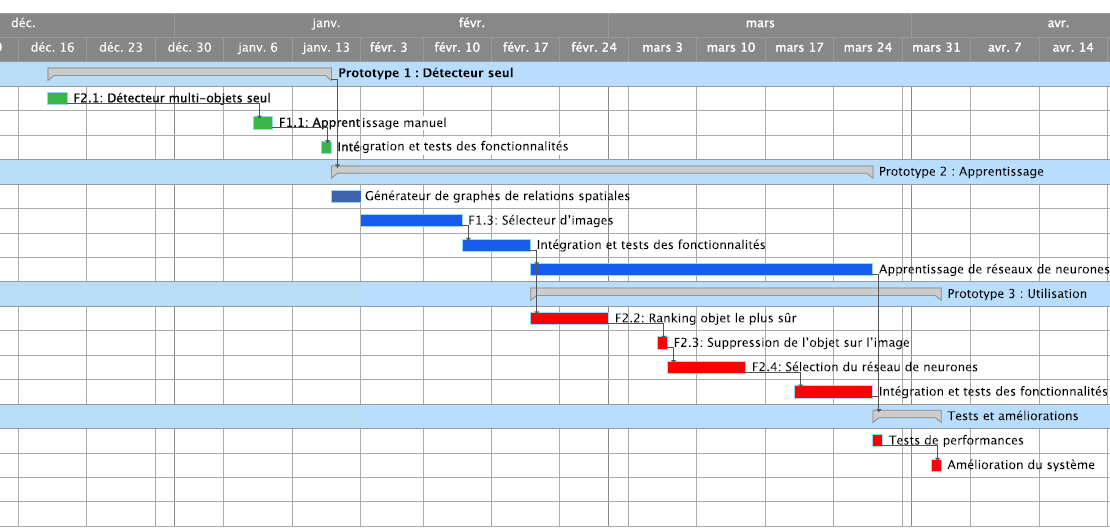 déc. janv. févr. mars avr.
9 déc. 16 déc. 23 déc. 30 janv. 6 janv. 13 févr. 3 févr. 10 févr. 17 févr. 24 mars 3 mars 10 mars 17 mars 24 mars 31 avr. 7 avr. 14
Prototype 1 : Détecteur seul
F2.1: Détecteur multi-objets seul
F1.1: Apprentissage manuel
Intégration et tests des fonctionnalités
Prototype 2 : Apprentissage
Générateur de graphes de relations spatiales
F1.3: Sélecteur d'images
Intégration et tests des fonctionnalités
Apprentissage de réseaux de neurones
Prototype 3 : Utilisation
F2.2: Ranking objet le plus sûr
F2.3: Suppression de l'objet sur l'image
F2.4: Sélection du réseau de neurones
Intégration et tests des fonctionnalités
Tests et améliorations
Tests de performances
Amélioration du système